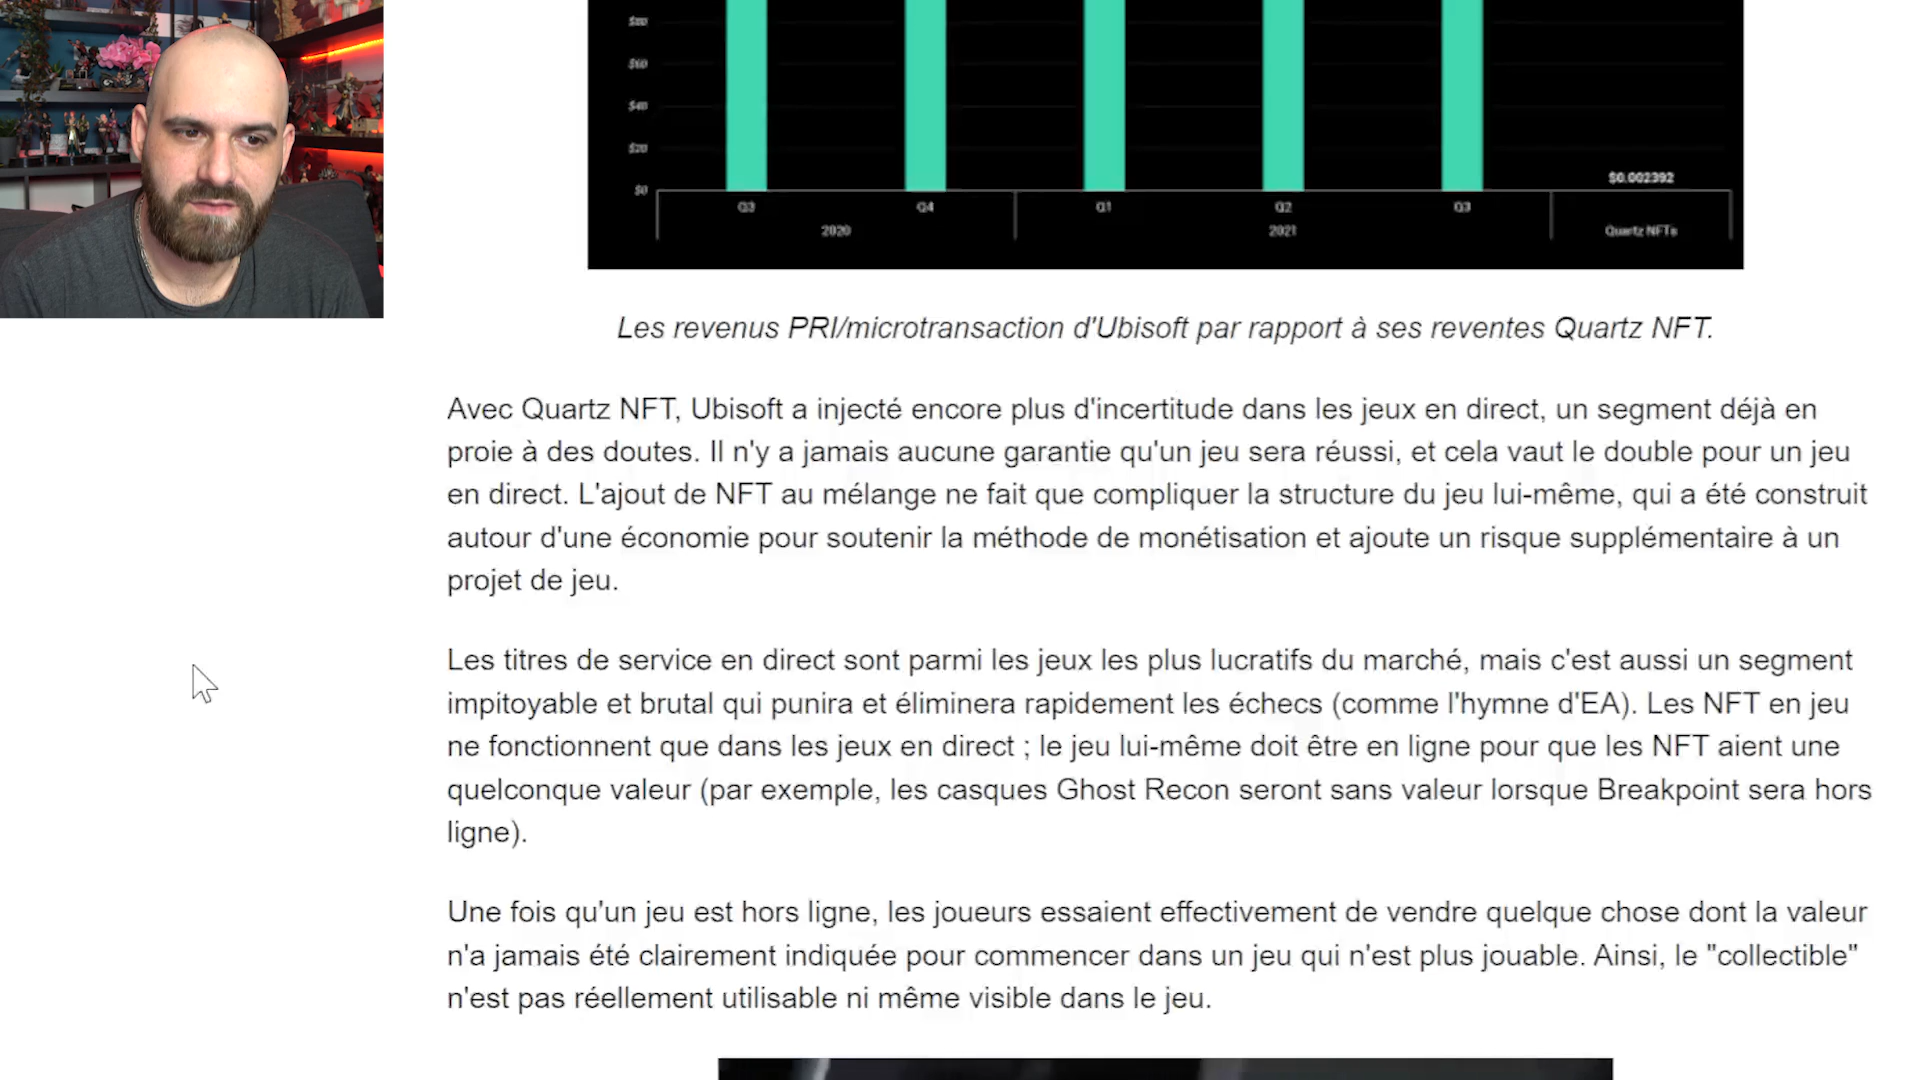 $80
$60
$40
$20
$0
$0.002392
Q3 Q4 Q1 Q2 Q3
2020 2021 Quartz NFTs
Les revenus PRI/microtransaction d'Ubisoft par rapport à ses reventes Quartz NFT.
Avec Quartz NFT, Ubisoft a injecté encore plus d'incertitude dans les jeux en direct, un segment déjà en
proie à des doutes. Il n'y a jamais aucune garantie qu'un jeu sera réussi, et cela vaut le double pour un jeu
en direct. L'ajout de NFT au mélange ne fait que compliquer la structure du jeu lui-même, qui a été construit
autour d'une économie pour soutenir la méthode de monétisation et ajoute un risque supplémentaire à un
projet de jeu.
Les titres de service en direct sont parmi les jeux les plus lucratifs du marché, mais c'est aussi un segment
impitoyable et brutal qui punira et éliminera rapidement les échecs (comme l'hymne d'EA). Les NFT en jeu
ne fonctionnent que dans les jeux en direct ; le jeu lui-même doit être en ligne pour que les NFT aient une
quelconque valeur (par exemple, les casques Ghost Recon seront sans valeur lorsque Breakpoint sera hors
ligne).
Une fois qu'un jeu est hors ligne, les joueurs essaient effectivement de vendre quelque chose dont la valeur
n'a jamais été clairement indiquée pour commencer dans un jeu qui n'est plus jouable. Ainsi, le "collectible"
n'est pas réellement utilisable ni même visible dans le jeu.